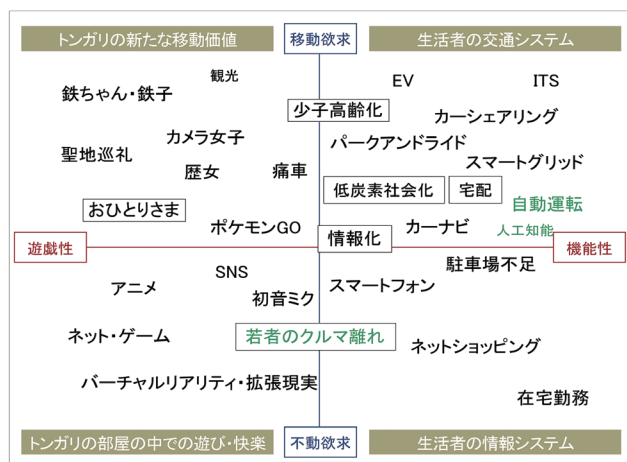 トンガリの新たな移動価値
移動欲求
生活者の交通システム
観光
EV
ITS
鉄ちゃん・鉄子
少子高齢化
カーシェアリング
カメラ女子
パークアンドライド
聖地巡礼
スマートグリッド
歴女
痛車
低炭素社会化
宅配
おひとりさま
自動運転
ポケモンGO
情報化
カーナビ
人工知能
遊戯性
機能性
駐車場不足
SNS
アニメ
初音ミク
スマートフォン
ネット・ゲーム
若者のクルマ離れ
ネットショッピング
バーチャルリアリティ・拡張現実
在宅勤務
トンガリの部屋の中での遊び・快楽
不動欲求
生活者の情報システム